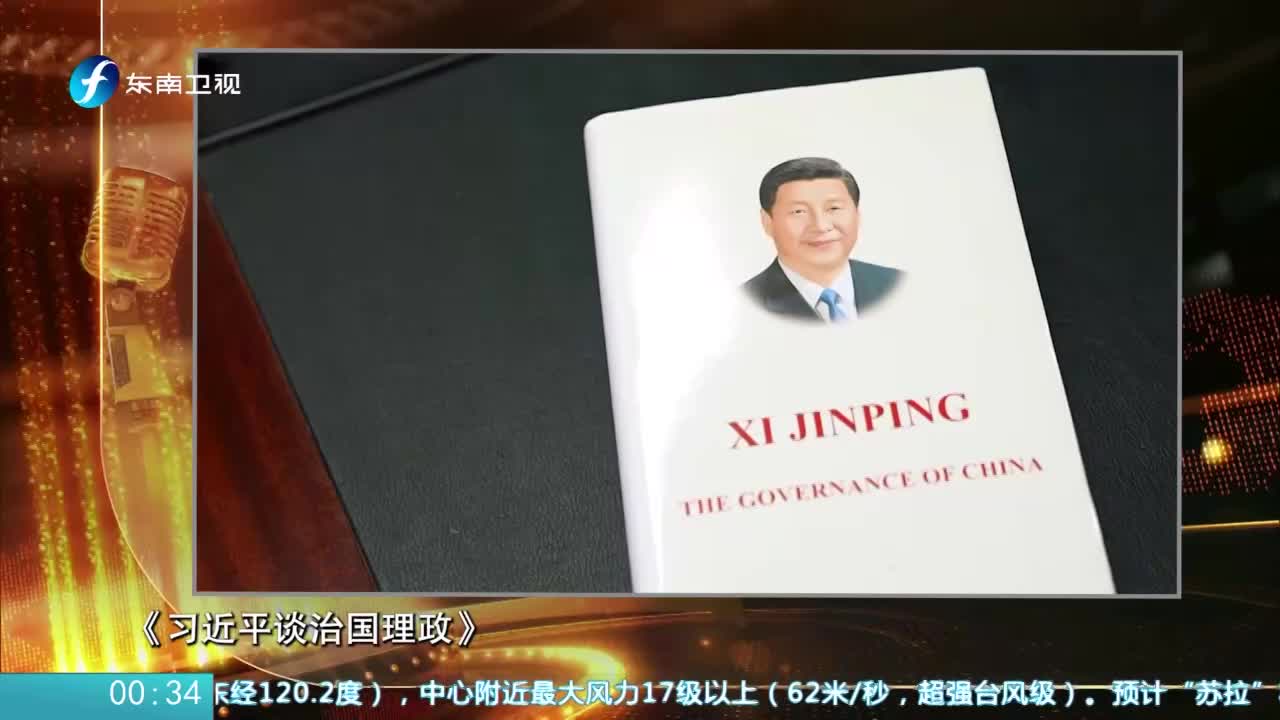 东南卫视
XI JINPING
THE GOVERNANCE OF CHINA
《习近平谈治国理政》
00:34
东经120.2度），中心附近最大风力17级以上（62米/秒，超强台风级）。预计“苏拉”